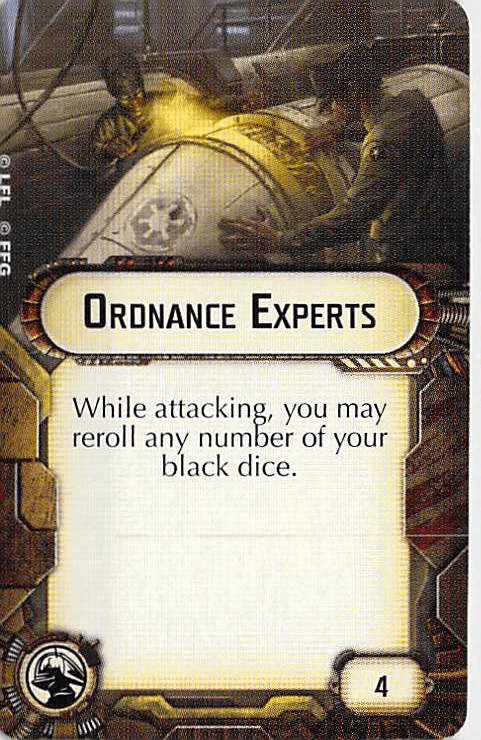 © LFL © FFG
ORDNANCE EXPERTS
While attacking, you may
reroll any number of your
black dice.
4